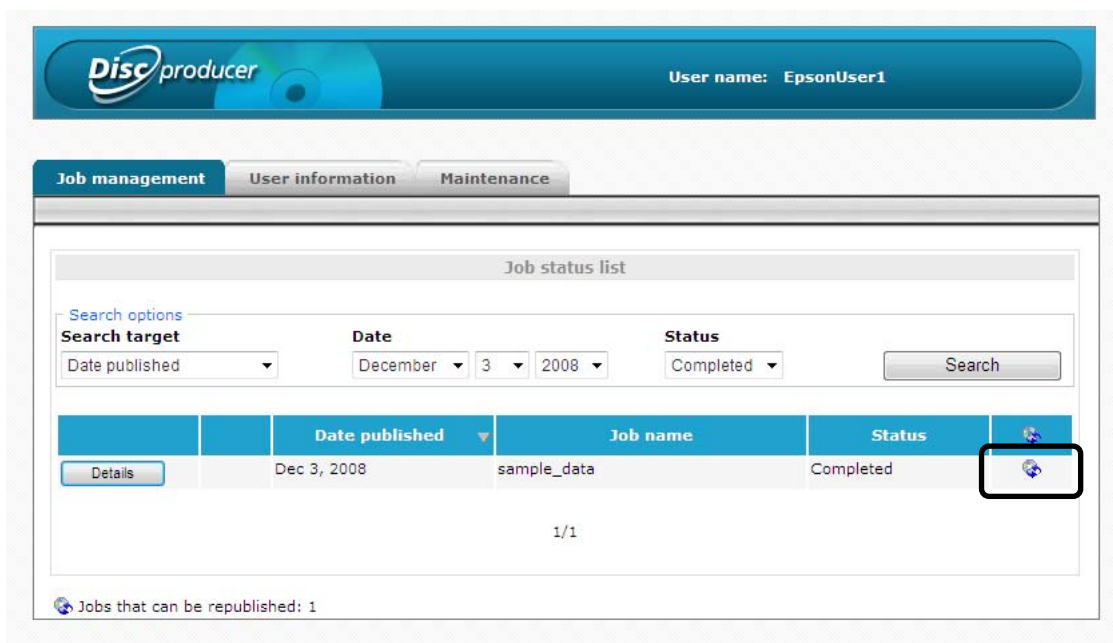 Disc producer
User name: EpsonUser1
Job management User information Maintenance
Job status list
Search options
Search target Date Status
Date published December 3 2008 Completed Search
Date published Job name Status
Details Dec 3, 2008 sample_data Completed
1/1
Jobs that can be republished: 1